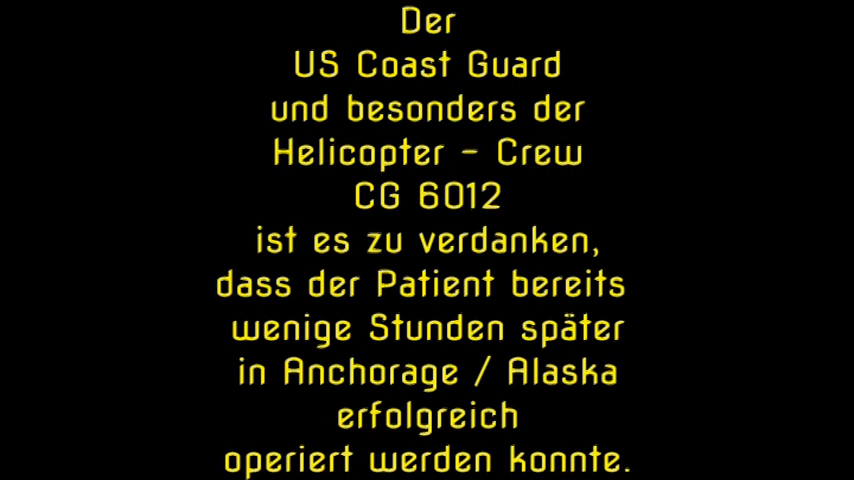 Der
US Coast Guard
und besonders der
Helicopter - Crew
CG 6012
ist es zu verdanken,
dass der Patient bereits
wenige Stunden später
in Anchorage / Alaska
erfolgreich
operiert werden konnte.